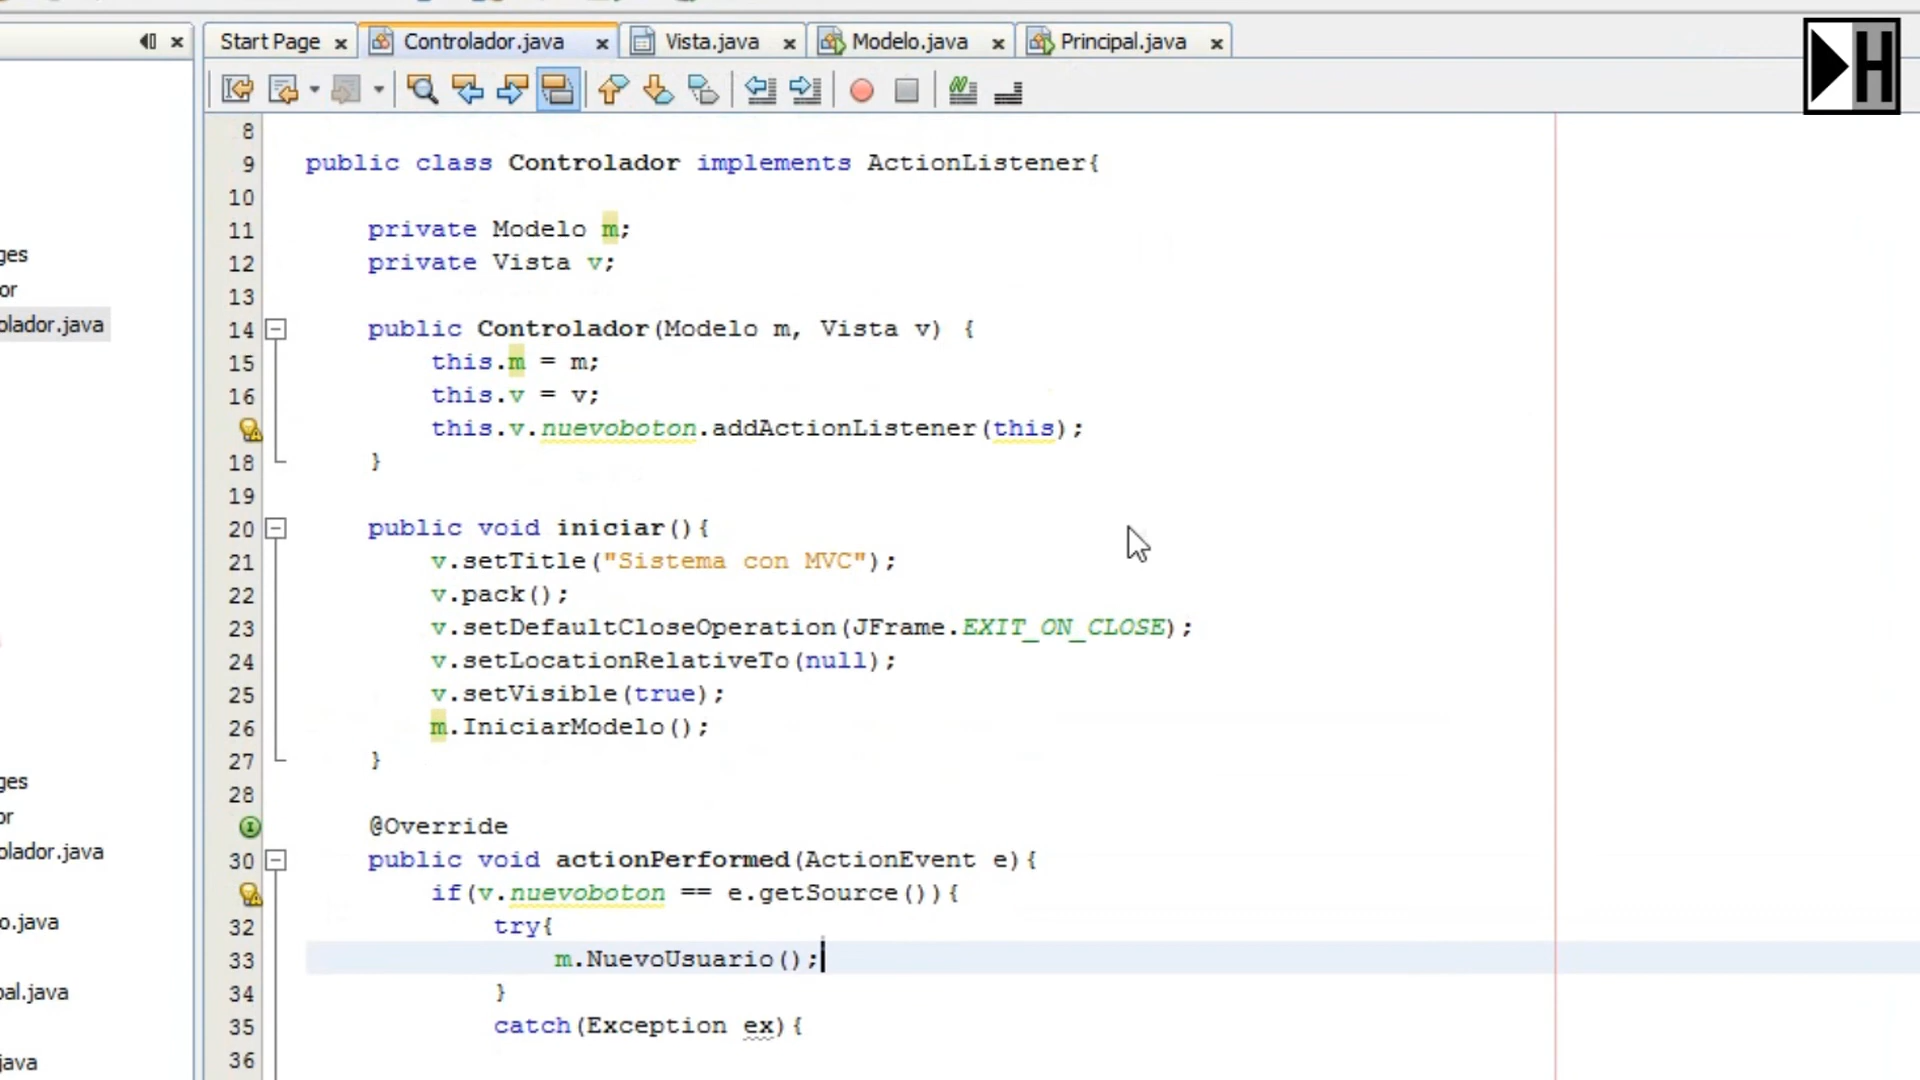 Start Page
Controlador.java
Vista.java
Modelo.java
Principal.java
H
8
9 public class Controlador implements ActionListener{
10
11 private Modelo m;
12 private Vista v;
13
14 public Controlador(Modelo m, Vista v) {
15 this.m = m;
16 this.v = v;
this.v.nuevoboton.addActionListener(this);
18 }
19
20 public void iniciar(){
21 v.setTitle("Sistema con MVC");
22 v.pack();
23 v.setDefaultCloseOperation(JFrame.EXIT_ON_CLOSE);
24 v.setLocationRelativeTo(null);
25 v.setVisible(true);
26 m.IniciarModelo();
27 }
28
@Override
30 public void actionPerformed(ActionEvent e){
if(v.nuevoboton == e.getSource()){
32 try{
33 m.NuevoUsuario();
34 }
35 catch(Exception ex){
36
ges
or
olador.java
ges
or
olador.java
o.java
pal.java
java